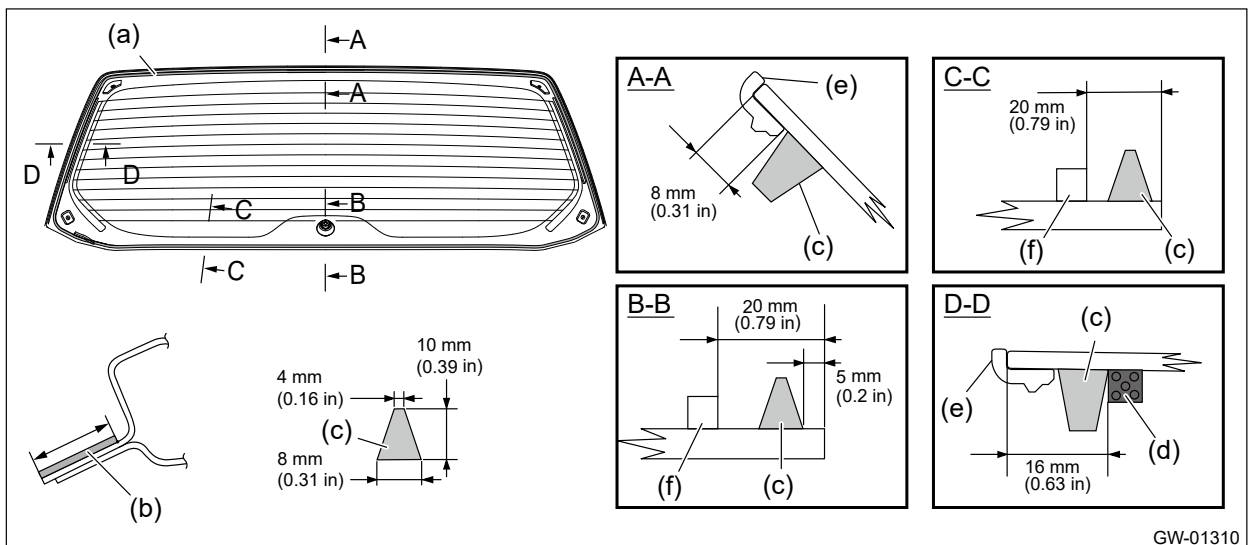 (a)
A
A
D
D
C
B
C
B
(b)
4 mm
(0.16 in)
10 mm
(0.39 in)
(c)
8 mm
(0.31 in)
A-A
(e)
8 mm
(0.31 in)
(c)
C-C
20 mm
(0.79 in)
(f)
(c)
B-B
20 mm
(0.79 in)
5 mm
(0.2 in)
(f)
(c)
D-D
(c)
(e)
(d)
16 mm
(0.63 in)
GW-01310